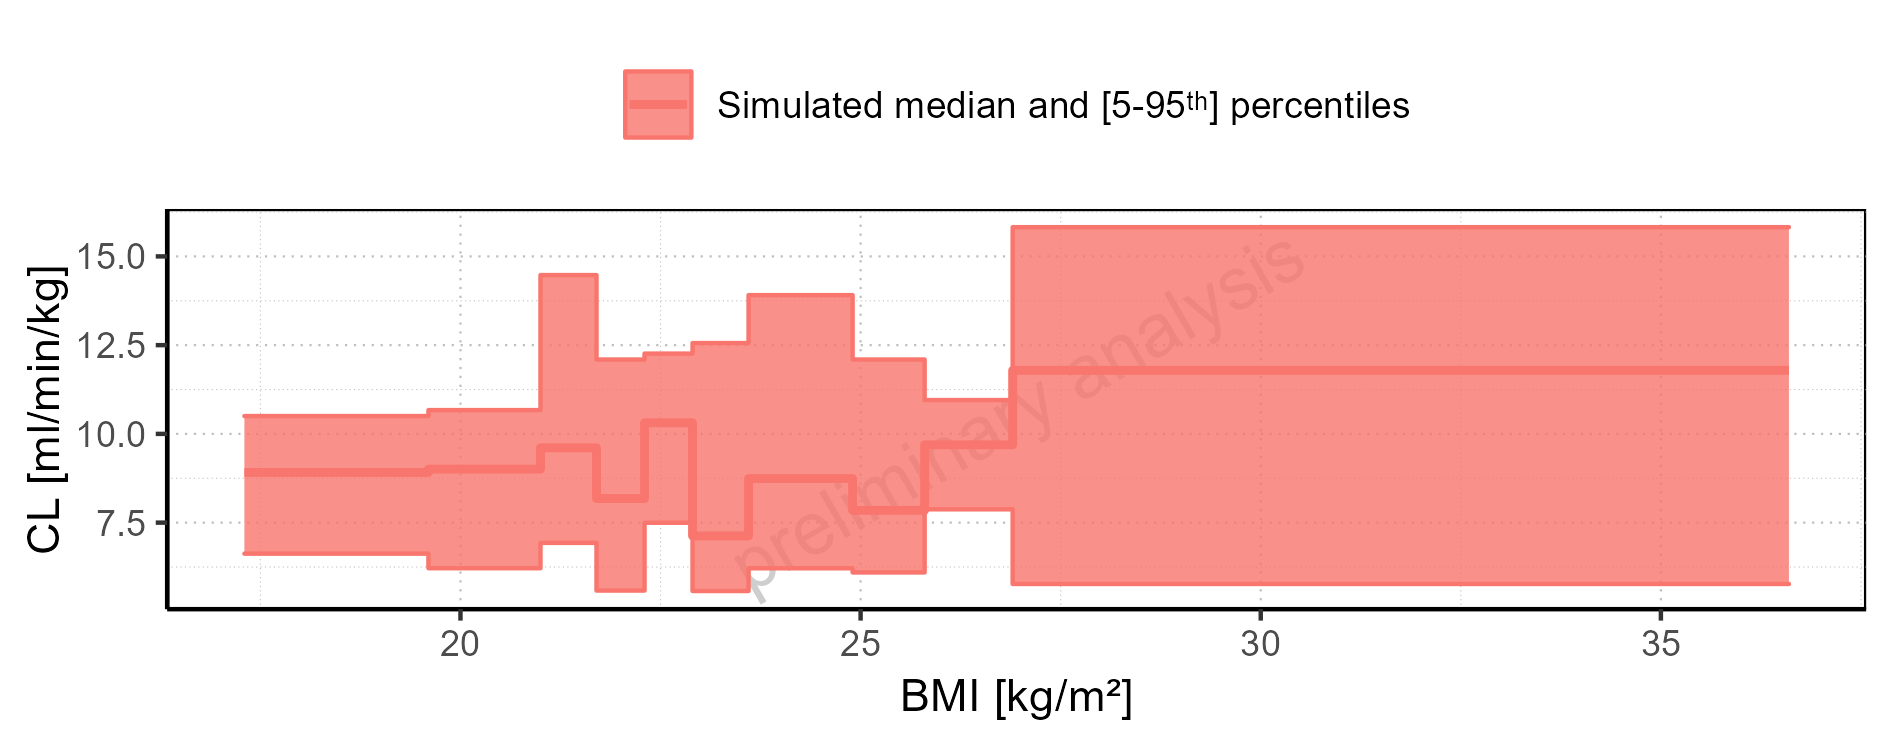 Simulated median and [5-95ᵗʰ] percentiles
CL [ml/min/kg]
15.0
12.5
10.0
7.5
preliminary analysis
20 25 30 35
BMI [kg/m²]